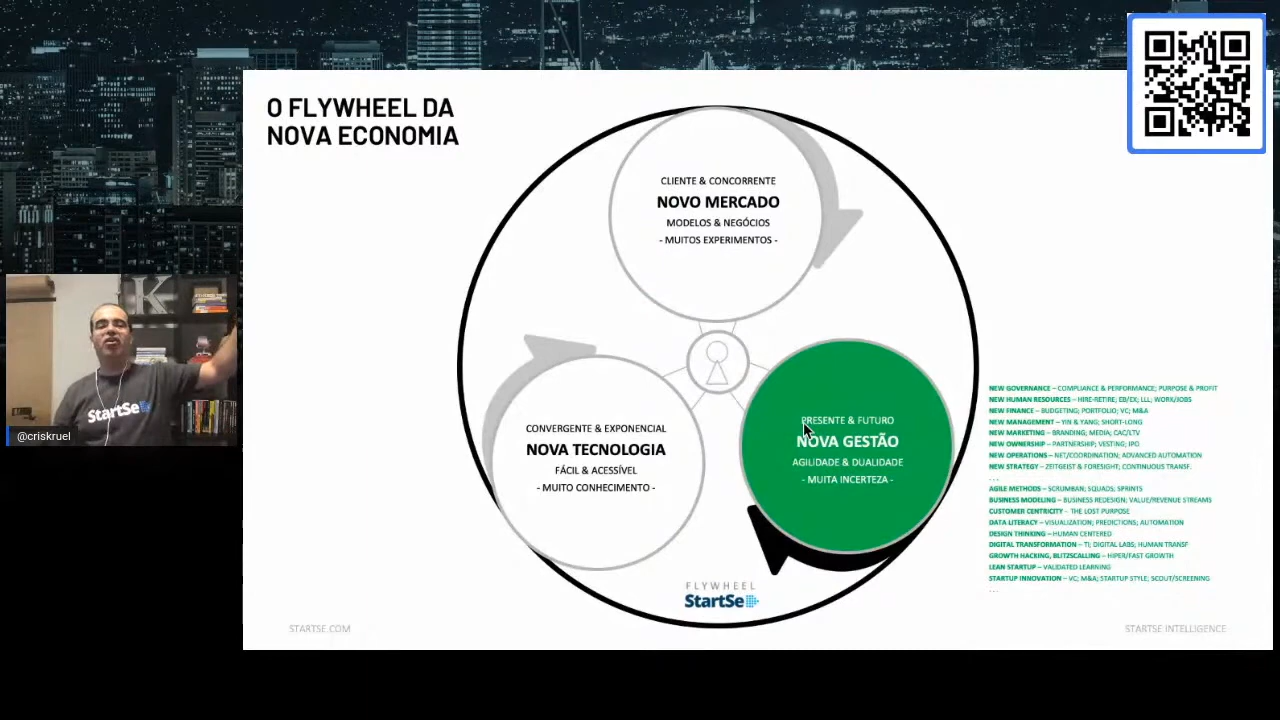 O FLYWHEEL DA
NOVA ECONOMIA
CLIENTE & CONCORRENTE
NOVO MERCADO
MODELOS & NEGÓCIOS
- MUITOS EXPERIMENTOS -
CONVERGENTE & EXPONENCIAL
NOVA TECNOLOGIA
FÁCIL & ACESSÍVEL
- MUITO CONHECIMENTO -
PRESENTE & FUTURO
NOVA GESTÃO
AGILIDADE & DUALIDADE
- MUITA INCERTEZA -
NEW GOVERNANCE – COMPLIANCE & PERFORMANCE; PURPOSE & PROFIT
NEW HUMAN RESOURCES – HIRE-RETIRE; EB/EX; LLL; WORK/JOBS
NEW FINANCE – BUDGETING; PORTFOLIO; VC; M&A
NEW MANAGEMENT – YIN & YANG; SHORT-LONG
NEW MARKETING – BRANDING; MEDIA; CAC/LTV
NEW OWNERSHIP – PARTNERSHIP; VESTING; IPO
NEW OPERATIONS – NET/COORDINATION; ADVANCED AUTOMATION
NEW STRATEGY – ZEITGEIST & FORESIGHT; CONTINUOUS TRANSF.
...
AGILE METHODS – SCRUMBAN; SQUADS; SPRINTS
BUSINESS MODELING – BUSINESS REDESIGN; VALUE/REVENUE STREAMS
CUSTOMER CENTRICITY - THE LOST PURPOSE
DATA LITERACY – VISUALIZATION; PREDICTIONS; AUTOMATION
DESIGN THINKING – HUMAN CENTERED
DIGITAL TRANSFORMATION – TI; DIGITAL LABS; HUMAN TRANSF
GROWTH HACKING, BLITZSCALLING – HIPER/FAST GROWTH
LEAN STARTUP – VALIDATED LEARNING
STARTUP INNOVATION – VC; M&A; STARTUP STYLE; SCOUT/SCREENING
...
FLYWHEEL
StartSe
STARTSE.COM
STARTSE INTELLIGENCE
K
StartSe
@criskruel